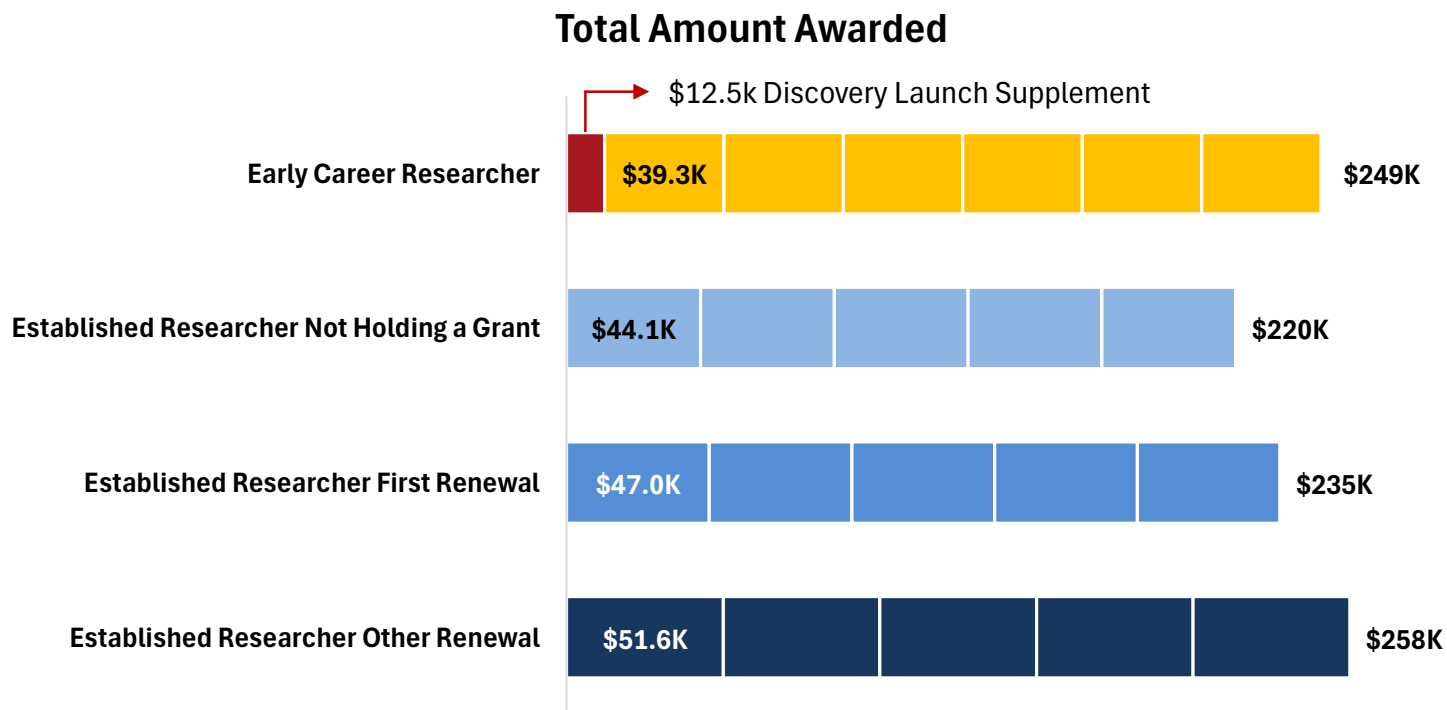 Total Amount Awarded
$12.5k Discovery Launch Supplement
Early Career Researcher
$39.3K
$249K
Established Researcher Not Holding a Grant
$44.1K
$220K
Established Researcher First Renewal
$47.0K
$235K
Established Researcher Other Renewal
$51.6K
$258K